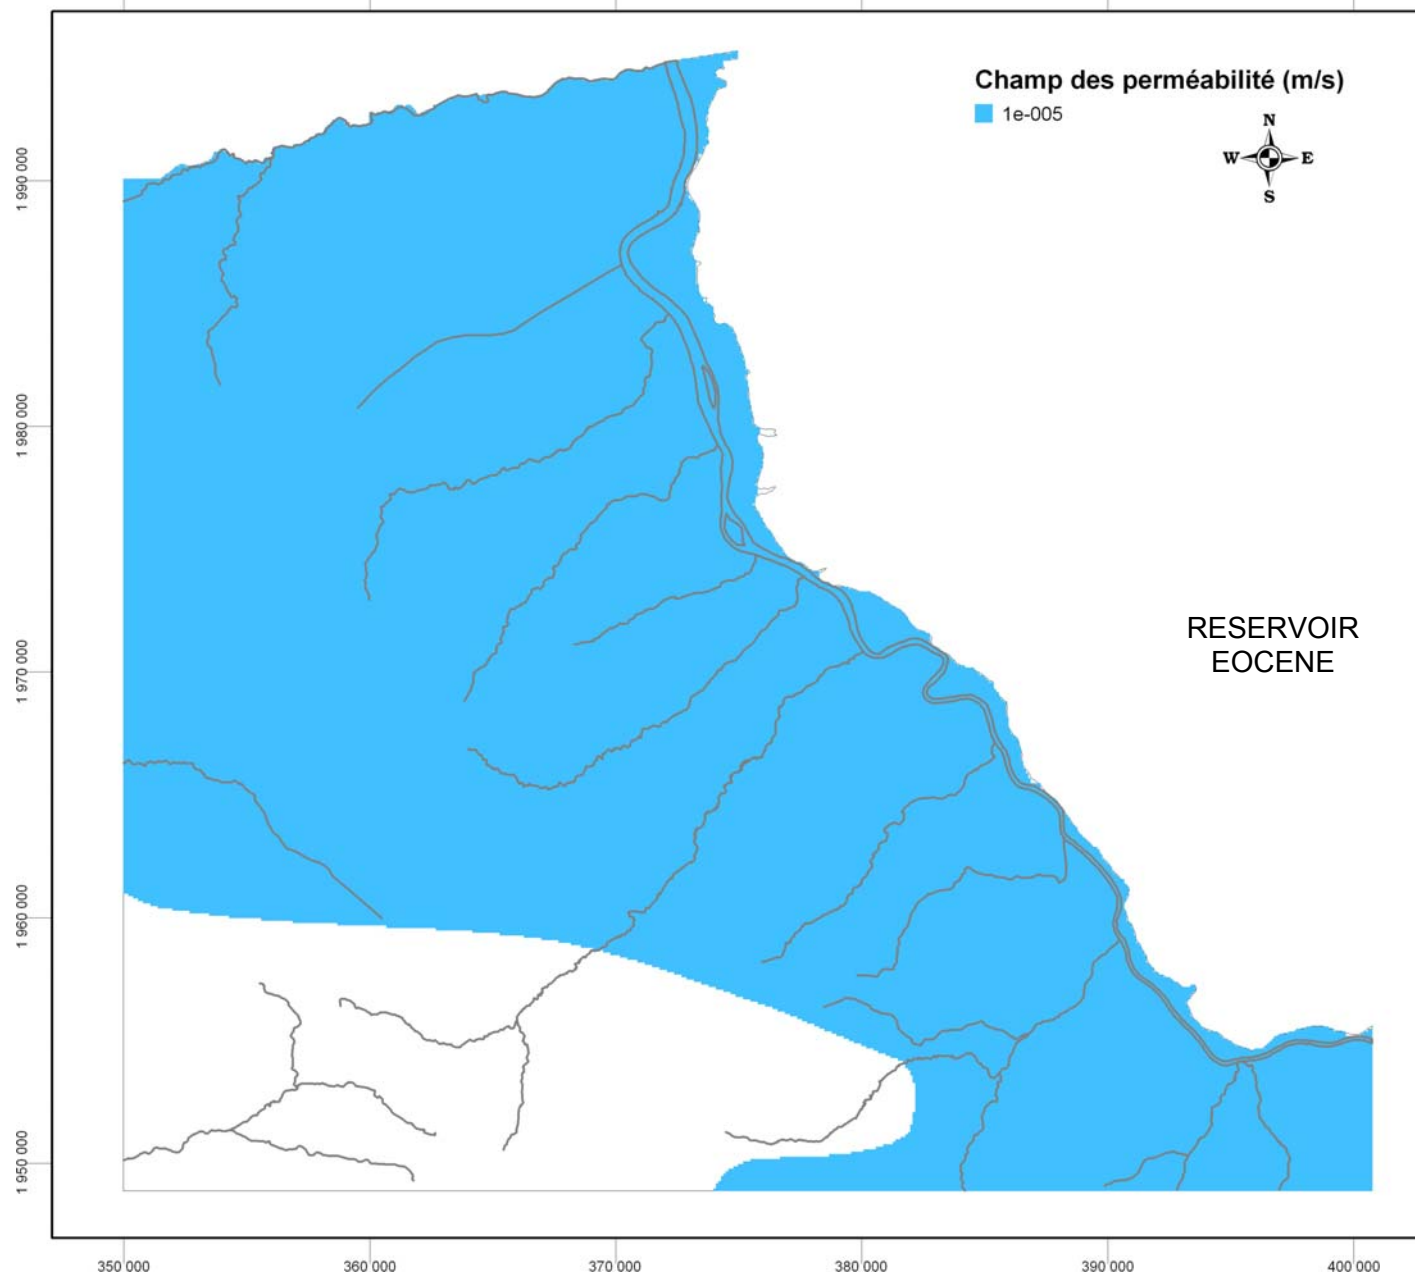 Champ des perméabilité (m/s)
1e-005
N
W E
S
RESERVOIR
EOCENE
1 990 000
1 980 000
1 970 000
1 960 000
1 950 000
350 000 360 000 370 000 380 000 390 000 400 000